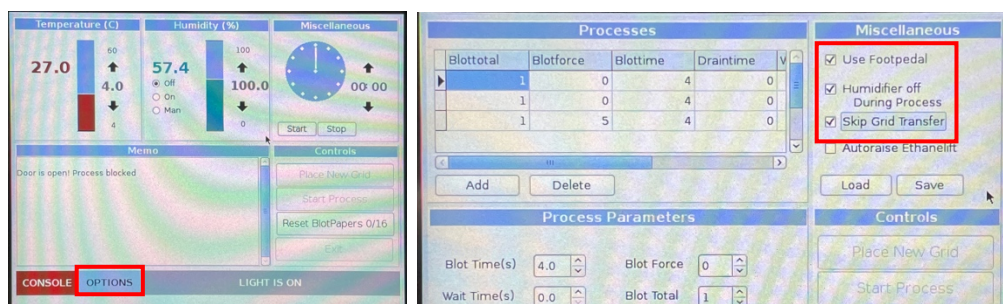 Temperature (C)
60
27.0
4.0
4
Humidity (%)
100
57.4
Off
100.0
On
Man
0
Miscellaneous
00:00
Start Stop
Memo
Door is open! Process blocked
Controls
Place New Grid
Start Process
Reset BlotPapers 0/16
Exit
CONSOLE OPTIONS LIGHT IS ON
Processes
Blottotal Blotforce Blottime Draintime
1 0 4 0
1 0 4 0
1 5 4 0
Add Delete
Miscellaneous
Use Footpedal
Humidifier off
During Process
Skip Grid Transfer
Autoraise Ethanelift
Load Save
Process Parameters
Blot Time(s) 4.0 Blot Force 0
Wait Time(s) 0.0 Blot Total 1
Controls
Place New Grid
Start Process